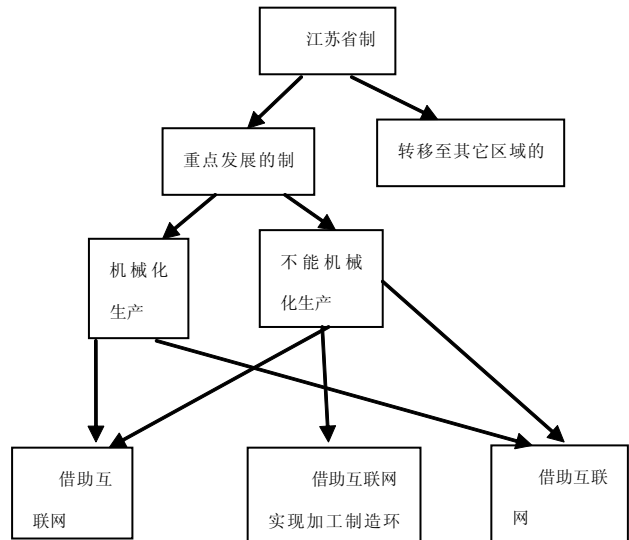 江苏省制
重点发展的制
转移至其它区域的
机械化
生产
不能机械
化生产
借助互
联网
借助互联网
实现加工制造环
借助互联
网